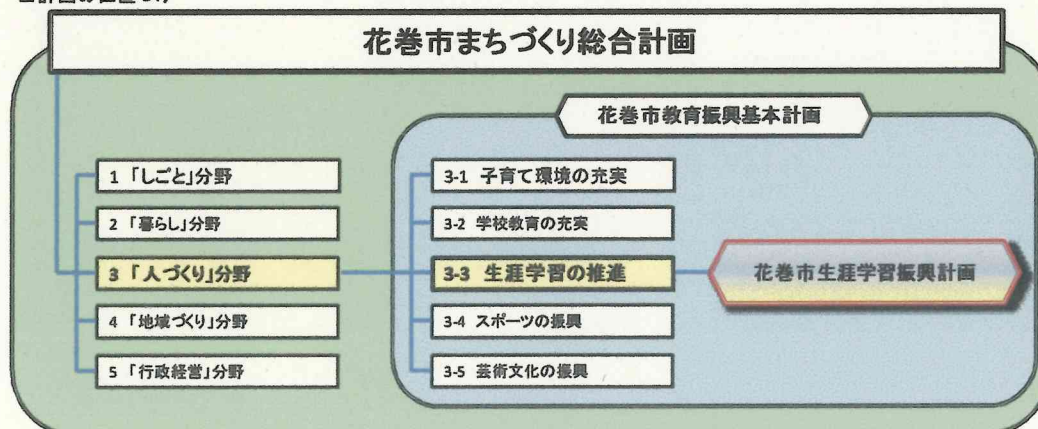 花巻市まちづくり総合計画
花巻市教育振興基本計画
1 「しごと」分野
2 「暮らし」分野
3 「人づくり」分野
4 「地域づくり」分野
5 「行政経営」分野
3-1 子育て環境の充実
3-2 学校教育の充実
3-3 生涯学習の推進
3-4 スポーツの振興
3-5 芸術文化の振興
花巻市生涯学習振興計画